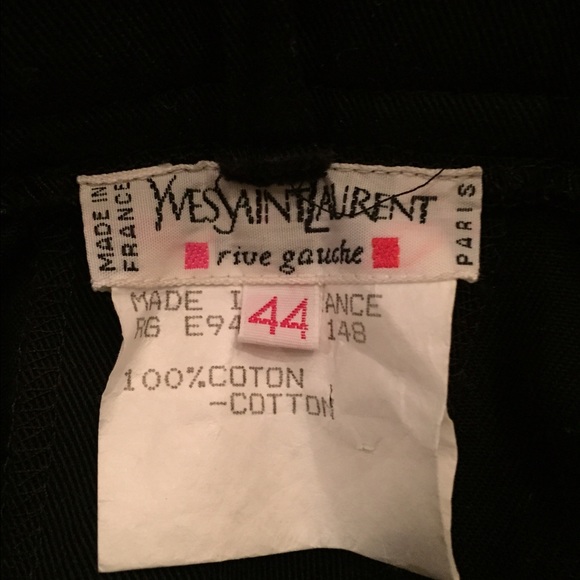 MADE IN
FRANCE
YVESSAINTLAURENT
rive gauche
PARIS
MADE ANCE
44
RG E94 148
100%COTON
-COTTON